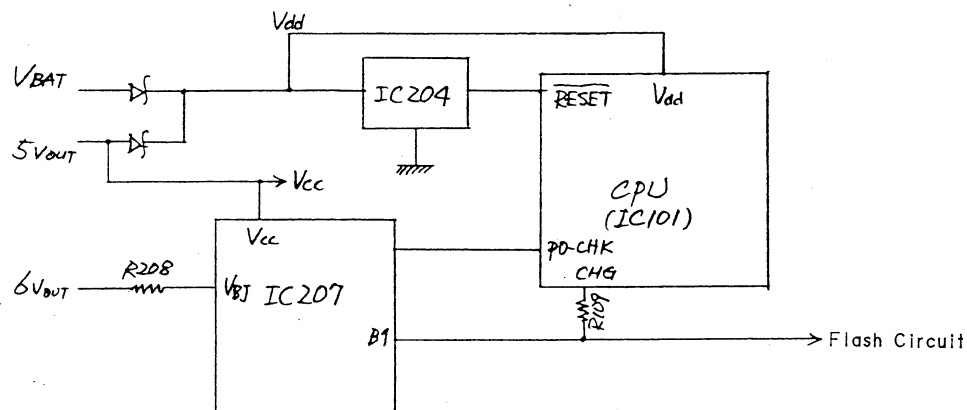 Vdd
VBAT
IC204
RESET
Vdd
5VOUT
Vcc
CPU
(IC101)
Vcc
PO-CHK
R208
CHG
6VOUT
VBJ
IC207
R109
B1
Flash Circuit